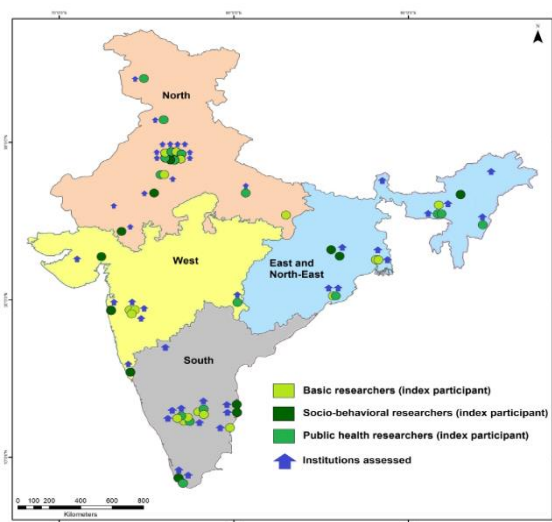 N
North
West
East and
North-East
South
Basic researchers (index participant)
Socio-behavioral researchers (index participant)
Public health researchers (index participant)
Institutions assessed
0 100 200 400 600 800
Kilometers